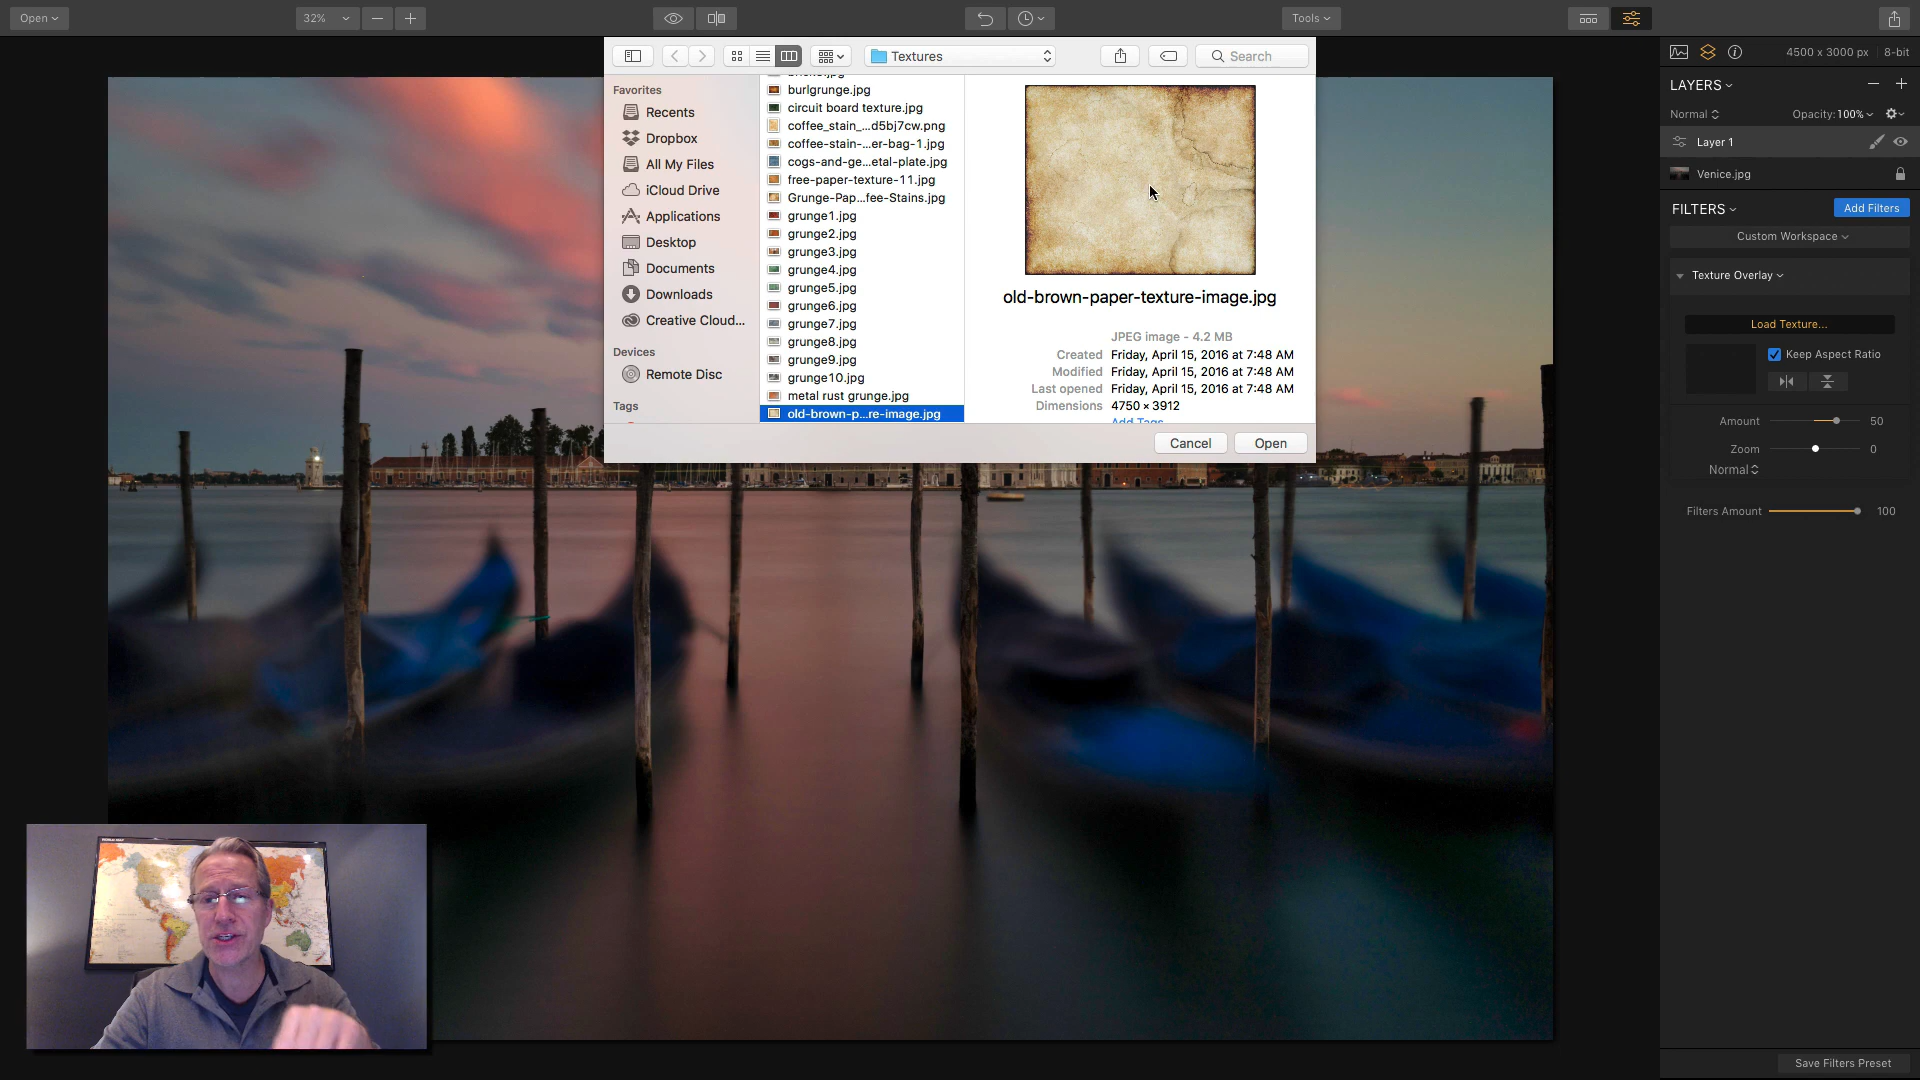 Open
32%
Tools
Textures
Search
4500 x 3000 px
8-bit
Favorites
Recents
Dropbox
All My Files
iCloud Drive
Applications
Desktop
Documents
Downloads
Creative Cloud...
Devices
Remote Disc
Tags
burlgrunge.jpg
circuit board texture.jpg
coffee_stain_...d5bj7cw.png
coffee-stain-...er-bag-1.jpg
cogs-and-ge...etal-plate.jpg
free-paper-texture-11.jpg
Grunge-Pap...fee-Stains.jpg
grunge1.jpg
grunge2.jpg
grunge3.jpg
grunge4.jpg
grunge5.jpg
grunge6.jpg
grunge7.jpg
grunge8.jpg
grunge9.jpg
grunge10.jpg
metal rust grunge.jpg
old-brown-p...re-image.jpg
old-brown-paper-texture-image.jpg
JPEG image - 4.2 MB
Created Friday, April 15, 2016 at 7:48 AM
Modified Friday, April 15, 2016 at 7:48 AM
Last opened Friday, April 15, 2016 at 7:48 AM
Dimensions 4750 × 3912
Add Tags
Cancel
Open
LAYERS
Normal
Opacity: 100%
Layer 1
Venice.jpg
FILTERS
Add Filters
Custom Workspace
Texture Overlay
Load Texture...
Keep Aspect Ratio
Amount 50
Zoom 0
Normal
Filters Amount 100
Save Filters Preset